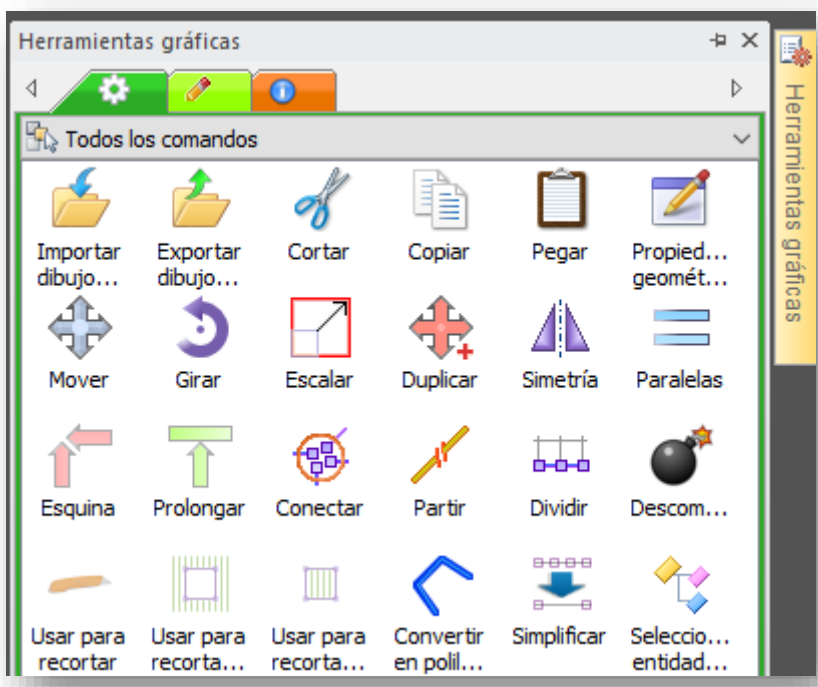 Herramientas gráficas
Todos los comandos
Importar dibujo...
Exportar dibujo...
Cortar
Copiar
Pegar
Propied... geomét...
Mover
Girar
Escalar
Duplicar
Simetría
Paralelas
Esquina
Prolongar
Conectar
Partir
Dividir
Descom...
Usar para recortar
Usar para recorta...
Usar para recorta...
Convertir en polil...
Simplificar
Seleccio... entidad...
Herramientas gráficas